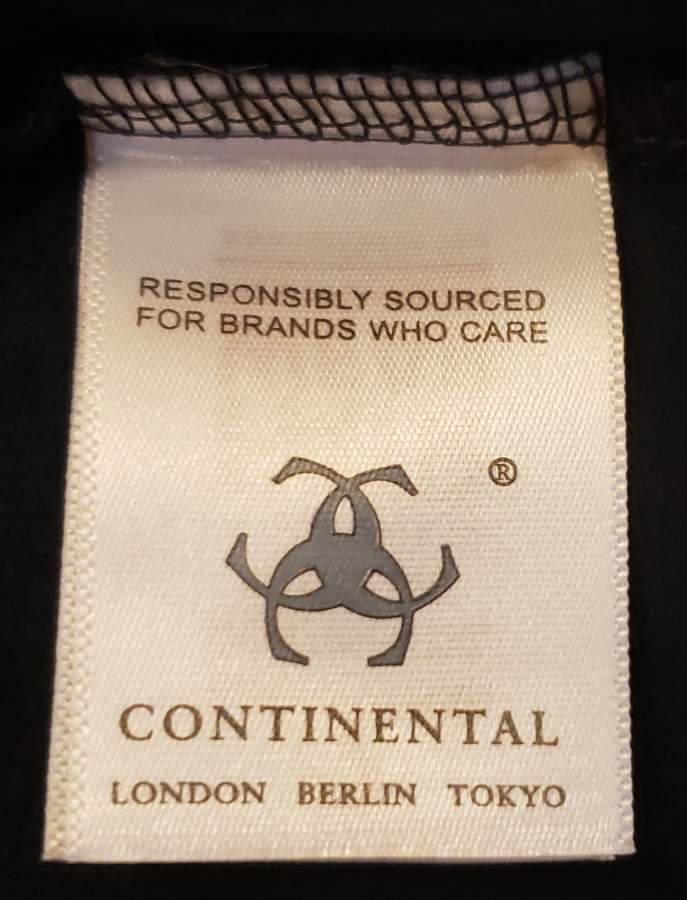 RESPONSIBLY SOURCED
FOR BRANDS WHO CARE
®
CONTINENTAL
LONDON BERLIN TOKYO